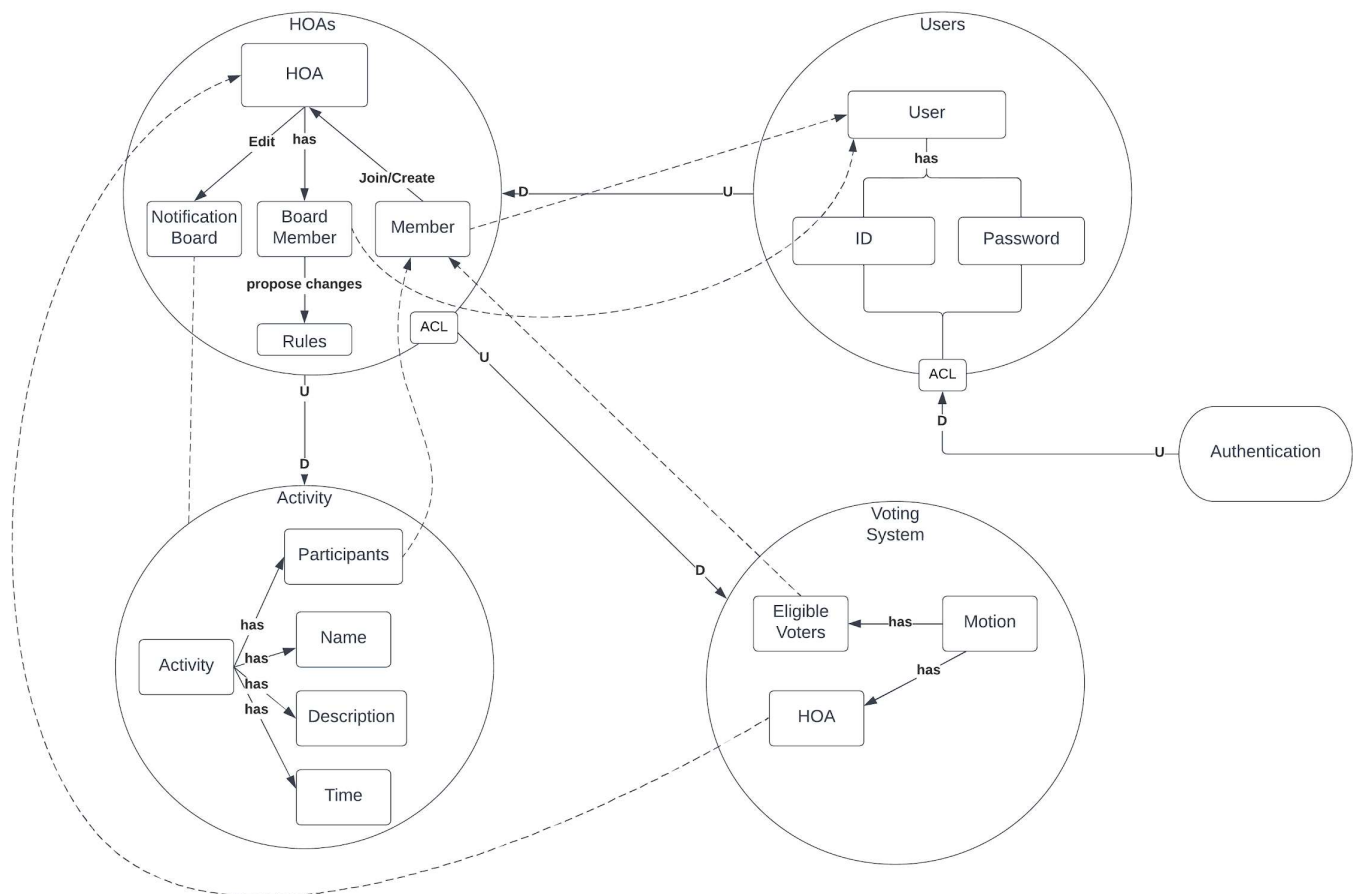 HOAs
HOA
Edit
has
Join/Create
Notification
Board
Board
Member
Member
propose changes
Rules
ACL
Users
User
has
ID
Password
ACL
D
U
D
U
Authentication
U
D
U
D
Activity
Participants
has
Name
has
Activity
has
Description
has
Time
Voting
System
Eligible
Voters
has
Motion
has
HOA